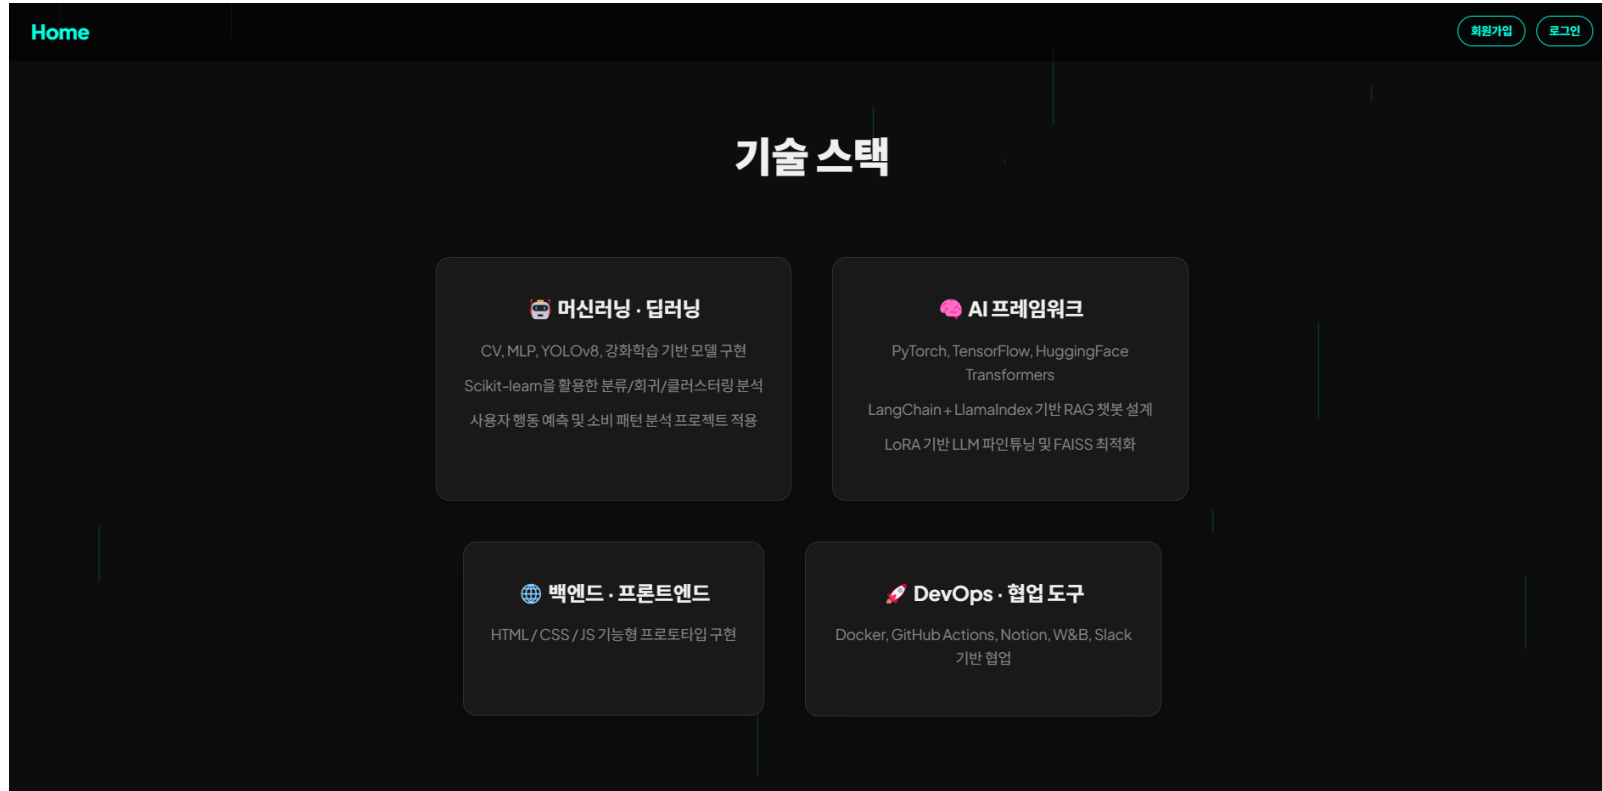 Home
회원가입
로그인
기술 스택
🤖 머신러닝 · 딥러닝
CV, MLP, YOLOv8, 강화학습 기반 모델 구현
Scikit-learn을 활용한 분류/회귀/클러스터링 분석
사용자 행동 예측 및 소비 패턴 분석 프로젝트 적용
🧠 AI 프레임워크
PyTorch, TensorFlow, HuggingFace
Transformers
LangChain + LlamaIndex 기반 RAG 챗봇 설계
LoRA 기반 LLM 파인튜닝 및 FAISS 최적화
🌐 백엔드 · 프론트엔드
HTML / CSS / JS 기능형 프로토타입 구현
🚀 DevOps · 협업 도구
Docker, GitHub Actions, Notion, W&B, Slack
기반 협업